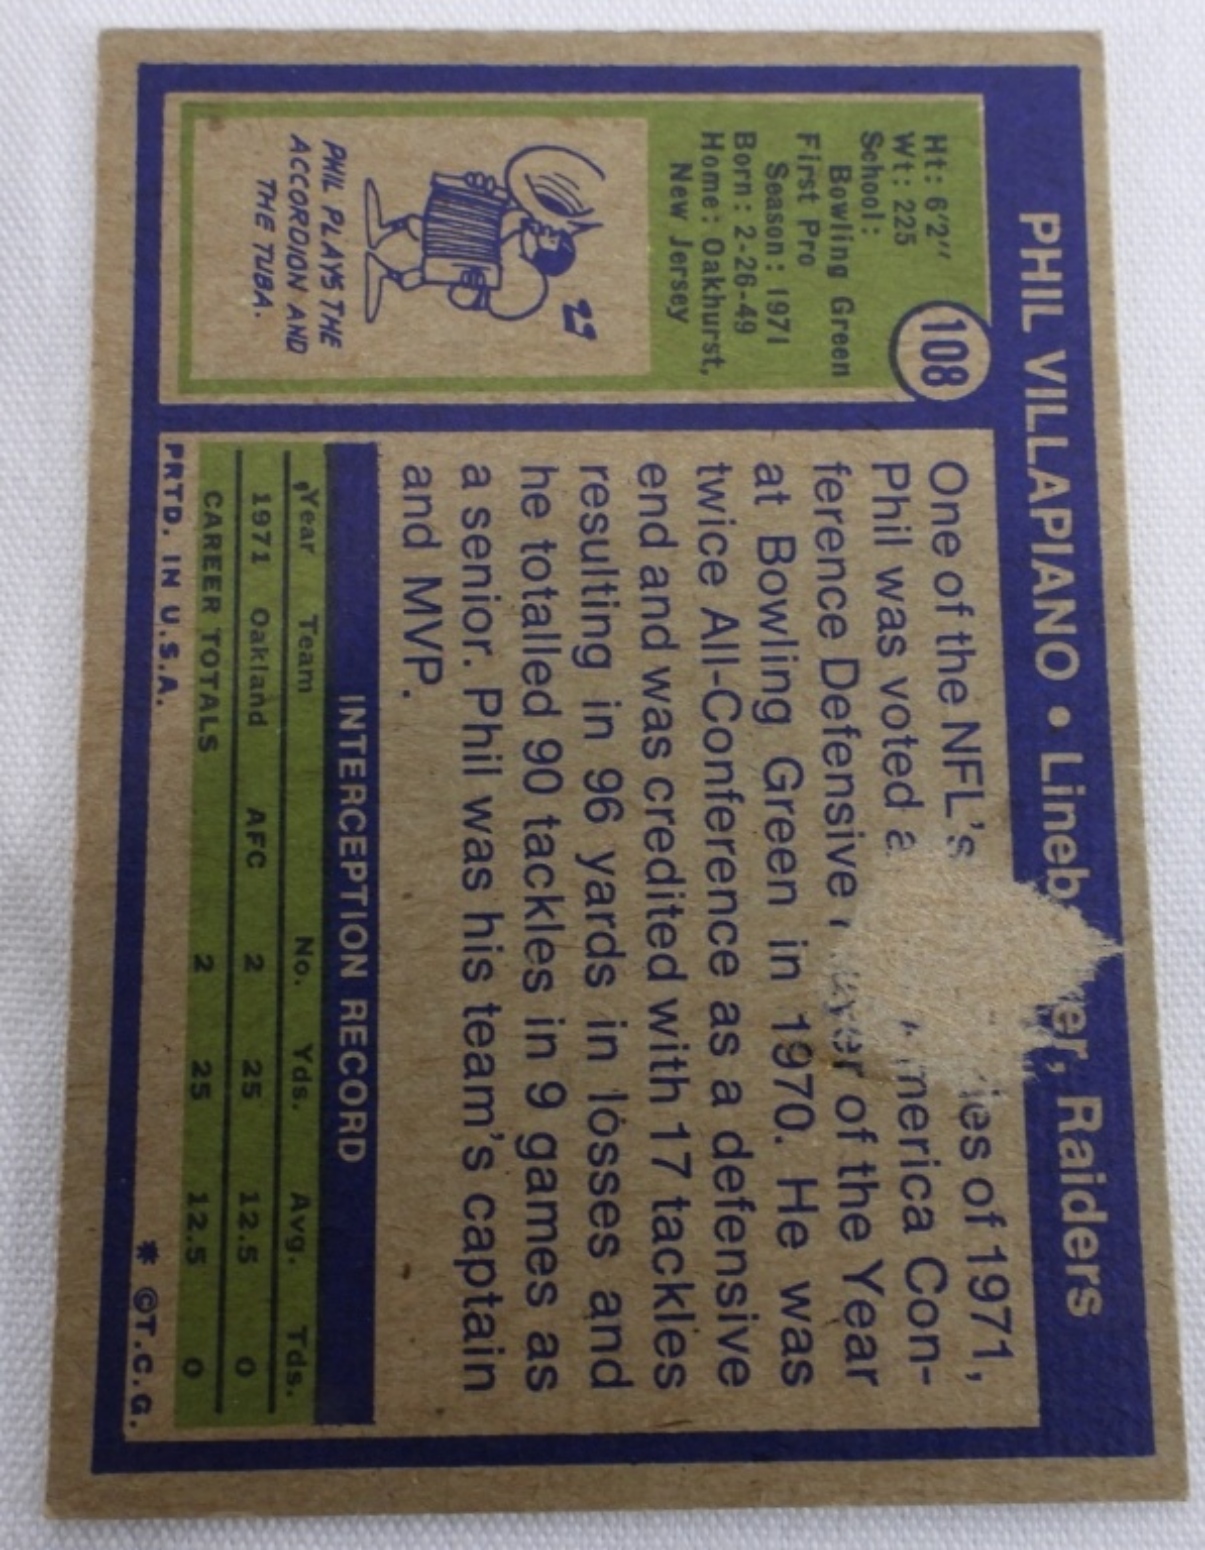 PHIL VILLAPIANO • Lineb er, Raiders
108
Ht: 6'2"
Wt: 225
School:
Bowling Green
First Pro
Season: 1971
Born: 2-26-49
Home: Oakhurst,
New Jersey
PHIL PLAYS THE
ACCORDION AND
THE TUBA.
One of the NFL's ies of 1971,
Phil was voted merica Con-
ference Defensive of the Year
at Bowling Green in 1970. He was
twice All-Conference as a defensive
end and was credited with 17 tackles
resulting in 96 yards in losses and
he totalled 90 tackles in 9 games as
a senior. Phil was his team's captain
and MVP.
INTERCEPTION RECORD
Year Team No. Yds. Avg. Tds.
1971 Oakland AFC 2 25 12.5 0
CAREER TOTALS 2 25 12.5 0
PRTD. IN U.S.A. * ©T.C.G.